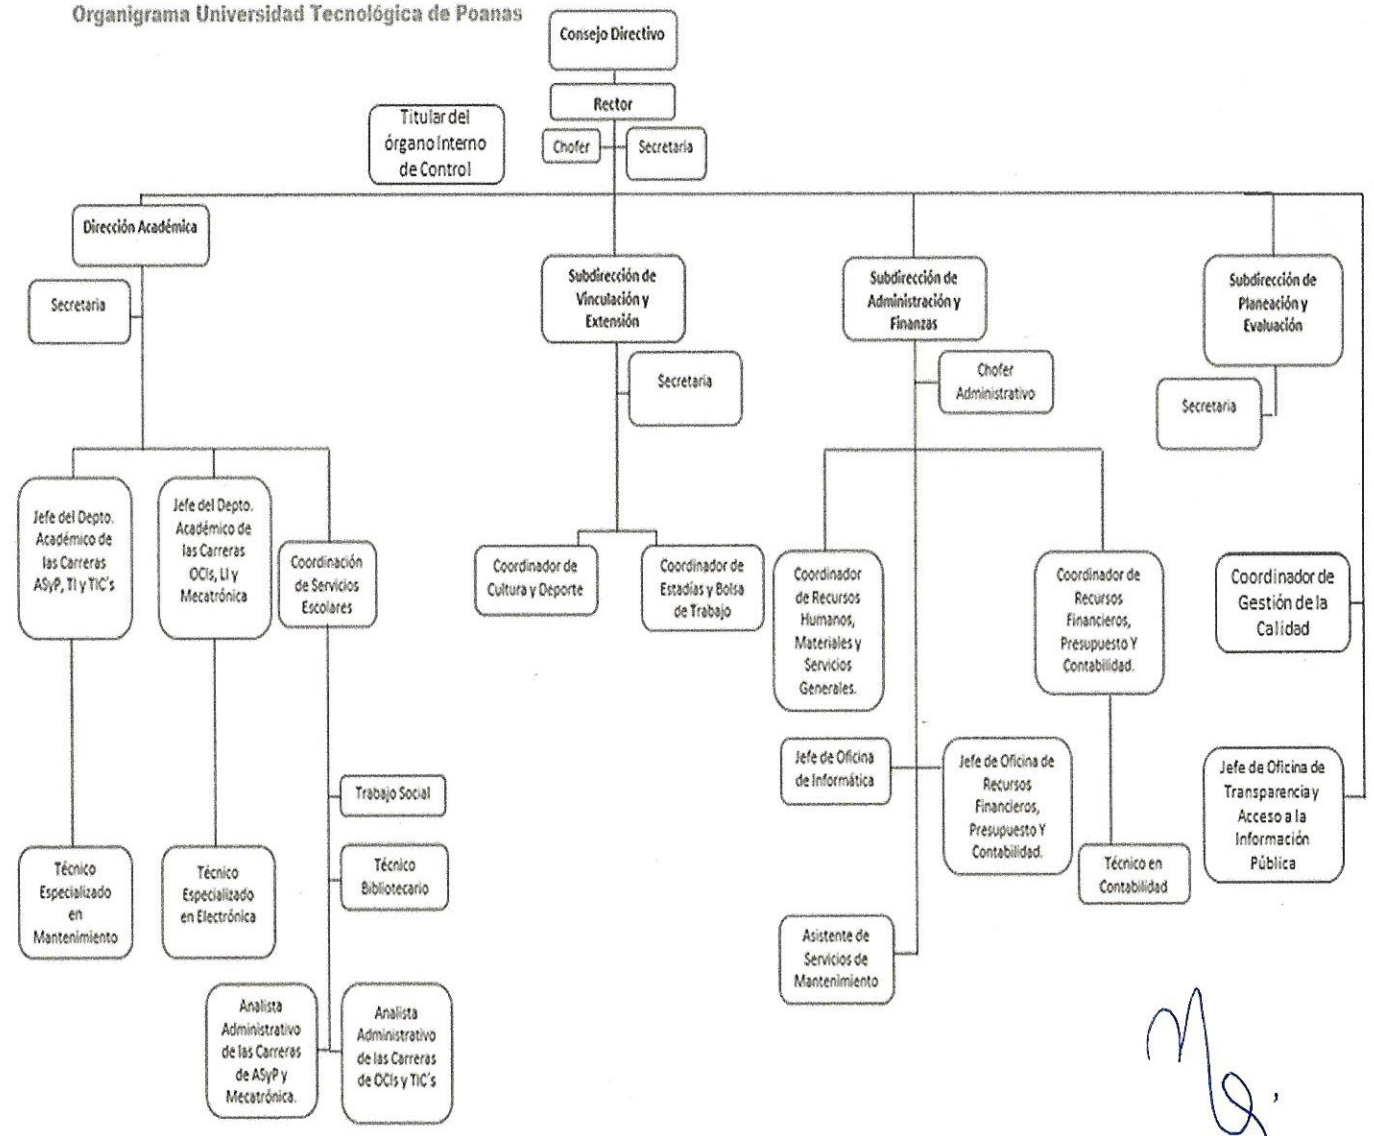 Organigrama Universidad Tecnológica de Poanas
Consejo Directivo
Rector
Titular del
órgano Interno
de Control
Chofer
Secretaria
Dirección Académica
Secretaria
Subdirección de
Vinculación y
Extensión
Secretaria
Subdirección de
Administración y
Finanzas
Chofer
Administrativo
Subdirección de
Planeación y
Evaluación
Secretaria
Jefe del Depto.
Académico de
las Carreras
ASyP, TI y TIC´s
Jefe del Depto.
Académico de
las Carreras
OCIs, LI y
Mecatrónica
Coordinación
de Servicios
Escolares
Coordinador de
Cultura y Deporte
Coordinador de
Estadías y Bolsa
de Trabajo
Coordinador
de Recursos
Humanos,
Materiales y
Servicios
Generales.
Coordinador de
Recursos
Financieros,
Presupuesto Y
Contabilidad.
Coordinador de
Gestión de la
Calidad
Jefe de Oficina
de Informática
Jefe de Oficina de
Recursos
Financieros,
Presupuesto Y
Contabilidad.
Jefe de Oficina de
Transparencia y
Acceso a la
Información
Pública
Trabajo Social
Técnico
Bibliotecario
Técnico
Especializado
en
Mantenimiento
Técnico
Especializado
en Electrónica
Técnico en
Contabilidad
Asistente de
Servicios de
Mantenimiento
Analista
Administrativo
de las Carreras
de ASyP y
Mecatrónica.
Analista
Administrativo
de las Carreras
de OCIs y TIC´s